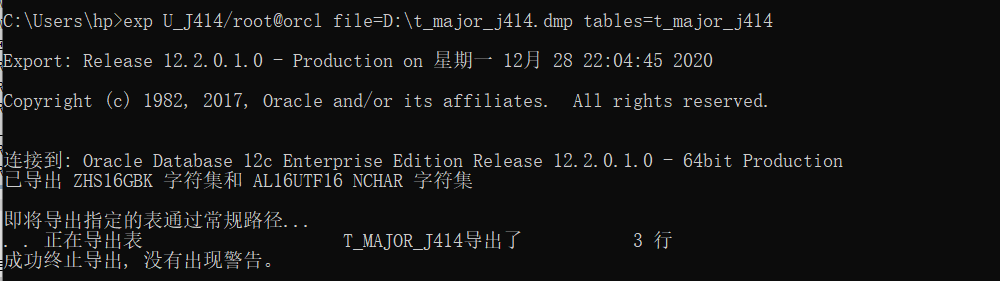 C:\Users\hp>exp U_J414/root@orcl file=D:\t_major_j414.dmp tables=t_major_j414
Export: Release 12.2.0.1.0 - Production on 星期一 12月 28 22:04:45 2020
Copyright (c) 1982, 2017, Oracle and/or its affiliates.  All rights reserved.
连接到: Oracle Database 12c Enterprise Edition Release 12.2.0.1.0 - 64bit Production
已导出 ZHS16GBK 字符集和 AL16UTF16 NCHAR 字符集
即将导出指定的表通过常规路径...
. . 正在导出表                    T_MAJOR_J414导出了           3 行
成功终止导出, 没有出现警告。